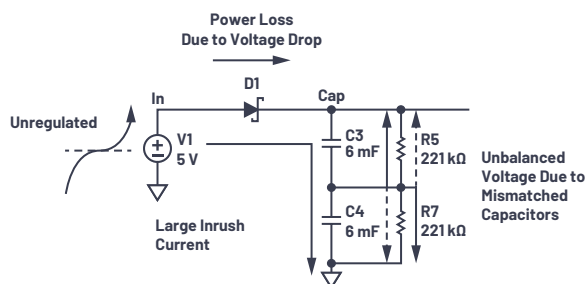 Power Loss
Due to Voltage Drop
D1
In
Cap
Unregulated
V1
5 V
C3
6 mF
R5
221 kΩ
Unbalanced
Voltage Due to
Mismatched
Capacitors
C4
6 mF
R7
221 kΩ
Large Inrush
Current